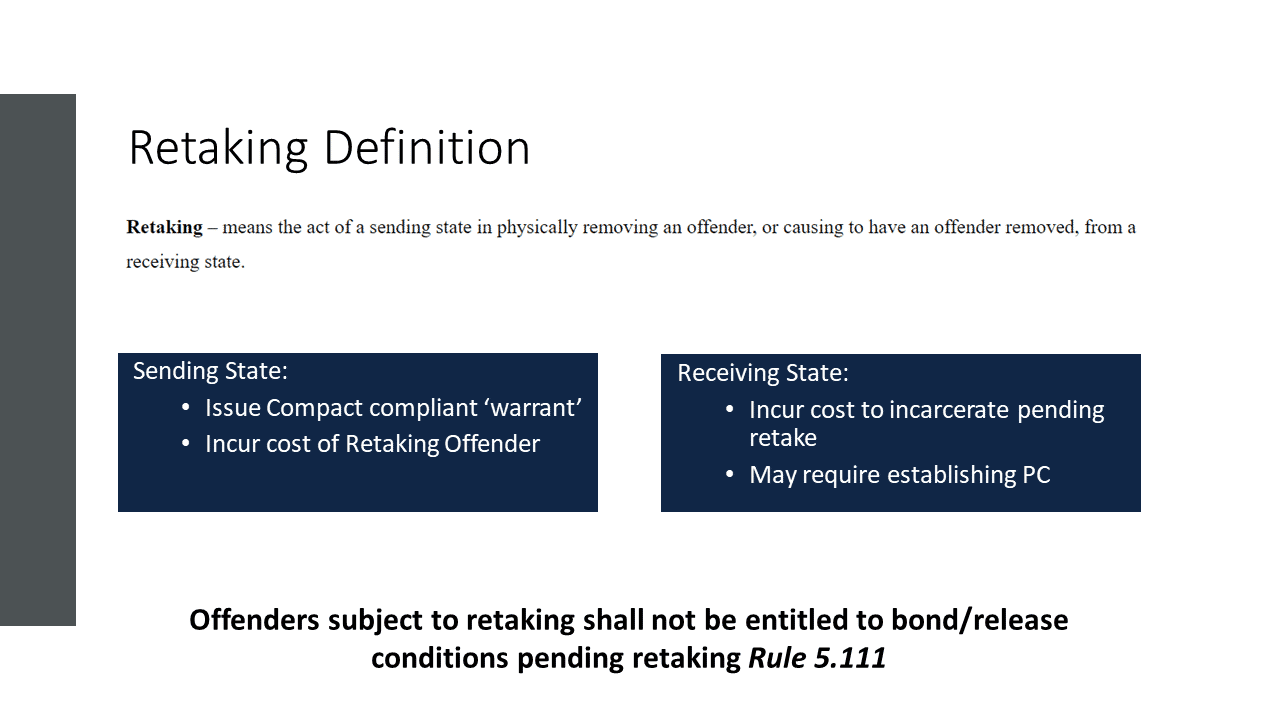 Retaking Definition
Retaking – means the act of a sending state in physically removing an offender, or causing to have an offender removed, from a
receiving state.
Sending State:
• Issue Compact compliant ‘warrant’
• Incur cost of Retaking Offender
Receiving State:
• Incur cost to incarcerate pending
retake
• May require establishing PC
Offenders subject to retaking shall not be entitled to bond/release
conditions pending retaking Rule 5.111